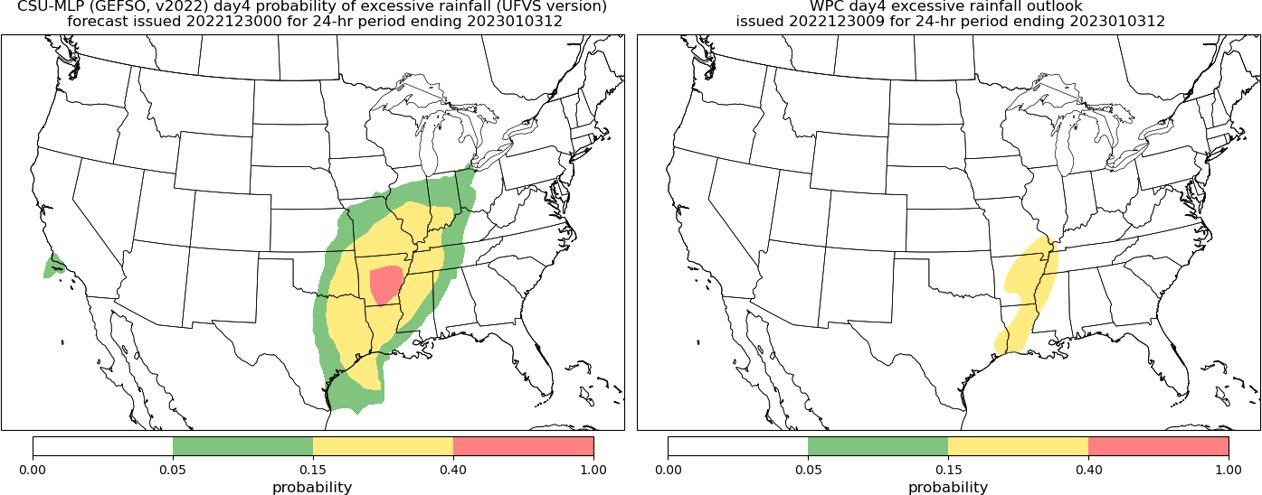 CSU-MLP (GEFSO, v2022) day4 probability of excessive rainfall (UFVS version)
forecast issued 2022123000 for 24-hr period ending 2023010312
0.00 0.05 0.15 0.40 1.00
probability
WPC day4 excessive rainfall outlook
issued 2022123009 for 24-hr period ending 2023010312
0.00 0.05 0.15 0.40 1.00
probability